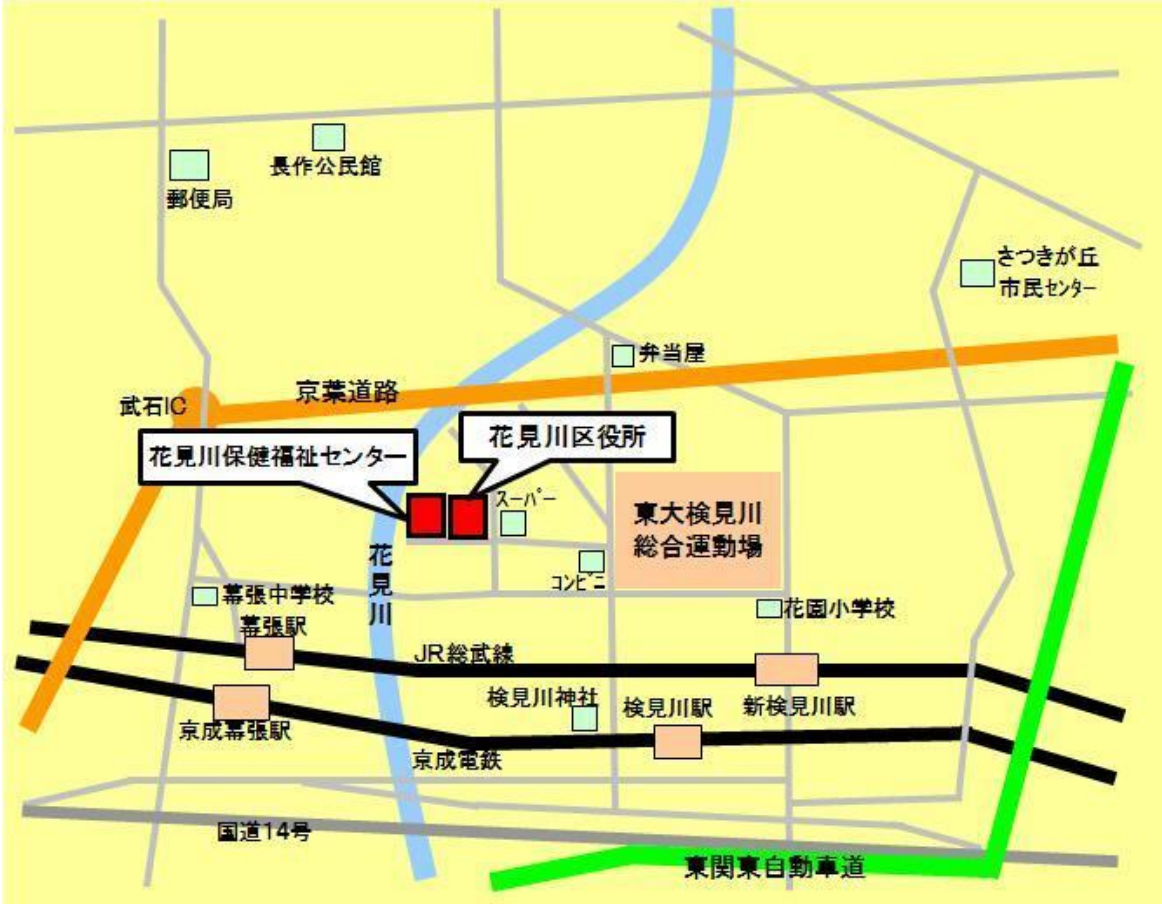 長作公民館
郵便局
さつきが丘
市民センター
弁当屋
京葉道路
武石IC
花見川区役所
花見川保健福祉センター
スーパー
東大検見川
総合運動場
花見川
コンビニ
幕張中学校
花園小学校
幕張駅
JR総武線
検見川神社
検見川駅
新検見川駅
京成幕張駅
京成電鉄
国道14号
東関東自動車道